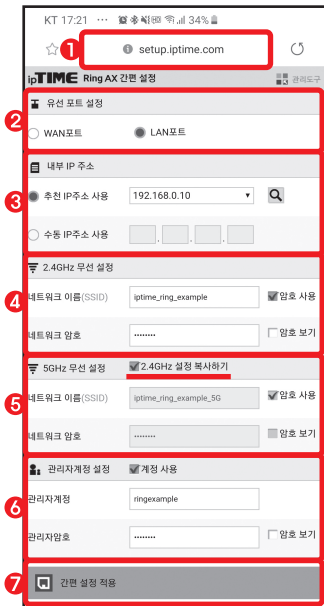 KT 17:21 ··· 34%
1 setup.iptime.com
ipTIME Ring AX 간편 설정 관리도구
2 유선 포트 설정
WAN포트 LAN포트
내부 IP 주소
3 추천 IP주소 사용 192.168.0.10
수동 IP주소 사용 . . .
2.4GHz 무선 설정
4 네트워크 이름(SSID) iptime_ring_example 암호 사용
네트워크 암호 ········ 암호 보기
5GHz 무선 설정 2.4GHz 설정 복사하기
5 네트워크 이름(SSID) iptime_ring_example_5G 암호 사용
네트워크 암호 ········ 암호 보기
관리자계정 설정 계정 사용
6 관리자계정 ringexample
관리자암호 ········ 암호 보기
7 간편 설정 적용